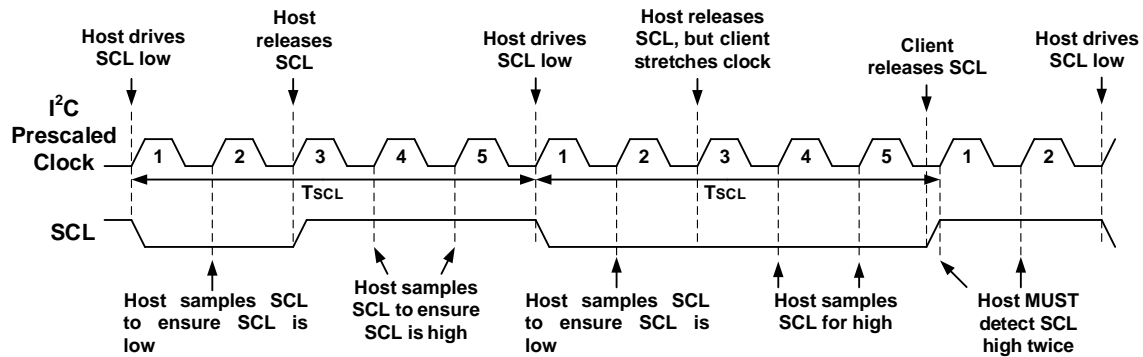 Host drives
SCL low
Host
releases
SCL
Host drives
SCL low
Host releases
SCL, but client
stretches clock
Client
releases SCL
Host drives
SCL low
I²C
Prescaled
Clock
1 2 3 4 5 1 2 3 4 5 1 2
TSCL TSCL
SCL
Host samples SCL
to ensure SCL is
low
Host samples
SCL to ensure
SCL is high
Host samples SCL
to ensure SCL is
low
Host samples
SCL for high
Host MUST
detect SCL
high twice